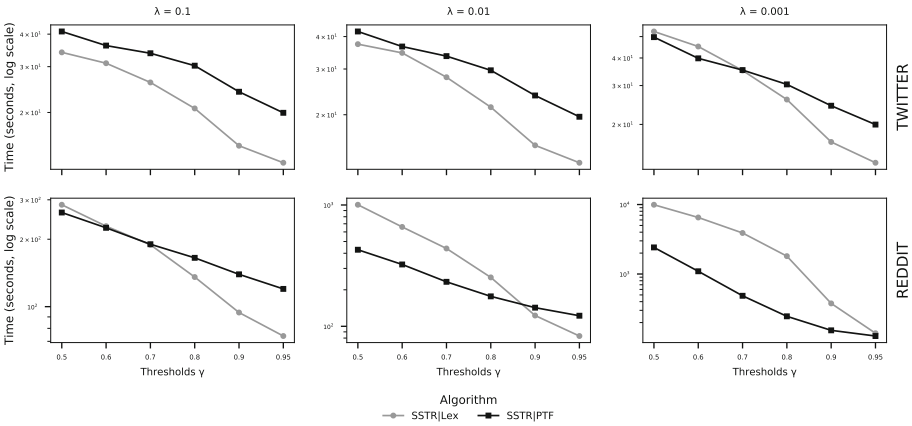 λ = 0.1 λ = 0.01 λ = 0.001
Time (seconds, log scale)
4 × 10¹
3 × 10¹
2 × 10¹
4 × 10¹
3 × 10¹
2 × 10¹
4 × 10¹
3 × 10¹
2 × 10¹
TWITTER
Time (seconds, log scale)
3 × 10²
2 × 10²
10²
10³
10²
10⁴
10³
REDDIT
0.5 0.6 0.7 0.8 0.9 0.95 0.5 0.6 0.7 0.8 0.9 0.95 0.5 0.6 0.7 0.8 0.9 0.95
Thresholds γ Thresholds γ Thresholds γ
Algorithm
SSTR|Lex SSTR|PTF